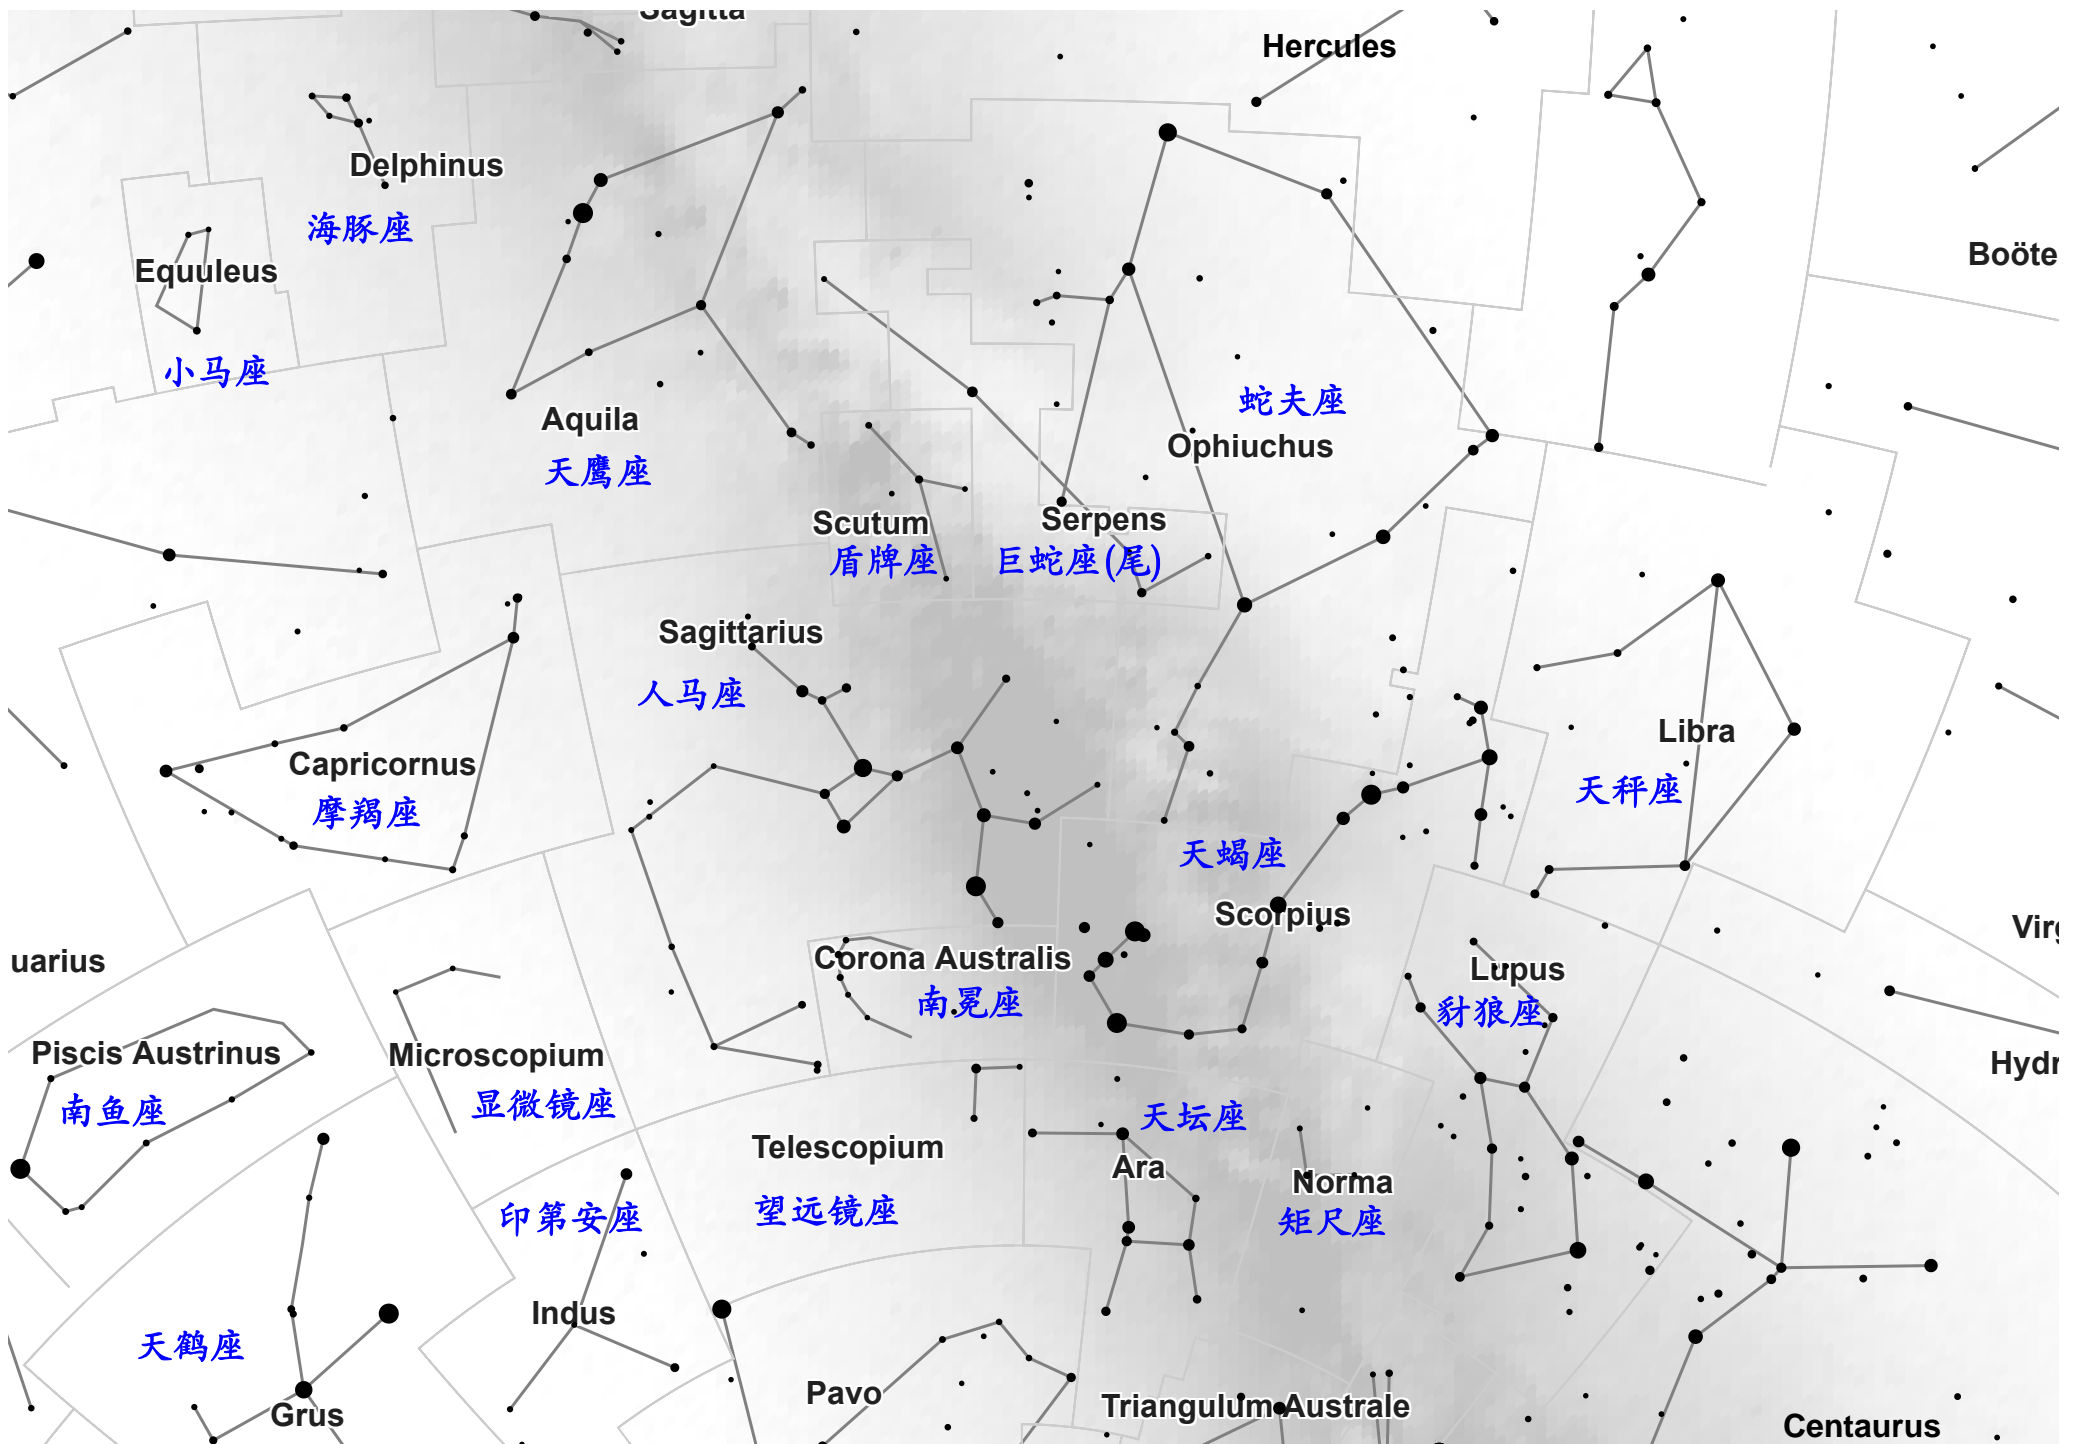 Sagitta
Hercules
Delphinus
海豚座
Equuleus
Boöte
小马座
Aquila
天鹰座
蛇夫座
Ophiuchus
Scutum
盾牌座
Serpens
巨蛇座(尾)
Sagittarius
人马座
Capricornus
摩羯座
Libra
天秤座
天蝎座
Scorpius
Virg
uarius
Corona Australis
南冕座
Lupus
豺狼座
Piscis Austrinus
南鱼座
Microscopium
显微镜座
Hydr
天坛座
Ara
Telescopium
望远镜座
Norma
矩尺座
印第安座
Indus
天鹤座
Grus
Pavo
Triangulum Australe
Centaurus